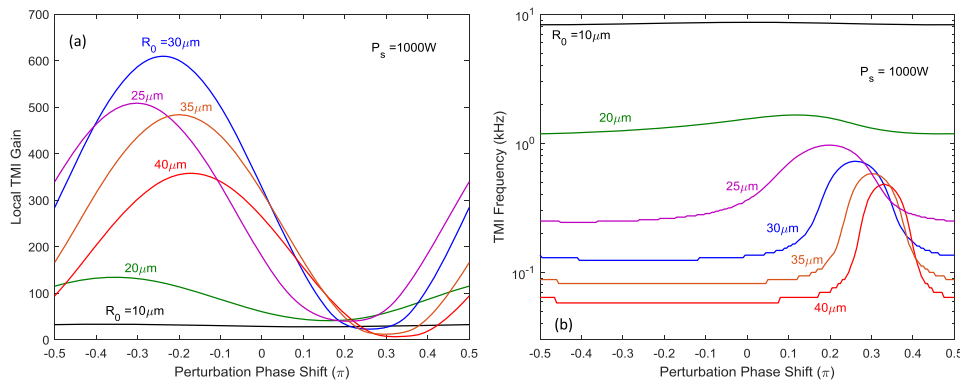 (a)
R0 =30μm
Ps =1000W
25μm
35μm
40μm
20μm
R0 =10μm
Local TMI Gain
700
600
500
400
300
200
100
0
-0.5 -0.4 -0.3 -0.2 -0.1 0 0.1 0.2 0.3 0.4 0.5
Perturbation Phase Shift (π)
R0 =10μm
Ps = 1000W
20μm
25μm
30μm
35μm
40μm
(b)
TMI Frequency (kHz)
10^1
10^0
10^-1
-0.5 -0.4 -0.3 -0.2 -0.1 0 0.1 0.2 0.3 0.4 0.5
Perturbation Phase Shift (π)